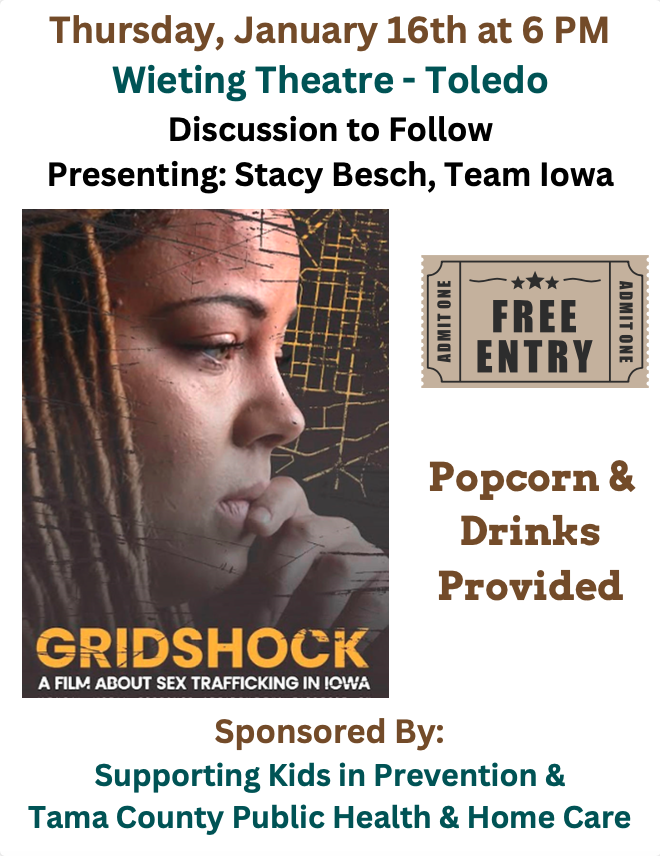 Thursday, January 16th at 6 PM
Wieting Theatre - Toledo
Discussion to Follow
Presenting: Stacy Besch, Team Iowa
ADMIT ONE
FREE
ENTRY
ADMIT ONE
Popcorn &
Drinks
Provided
GRIDSHOCK
A FILM ABOUT SEX TRAFFICKING IN IOWA
Sponsored By:
Supporting Kids in Prevention &
Tama County Public Health & Home Care